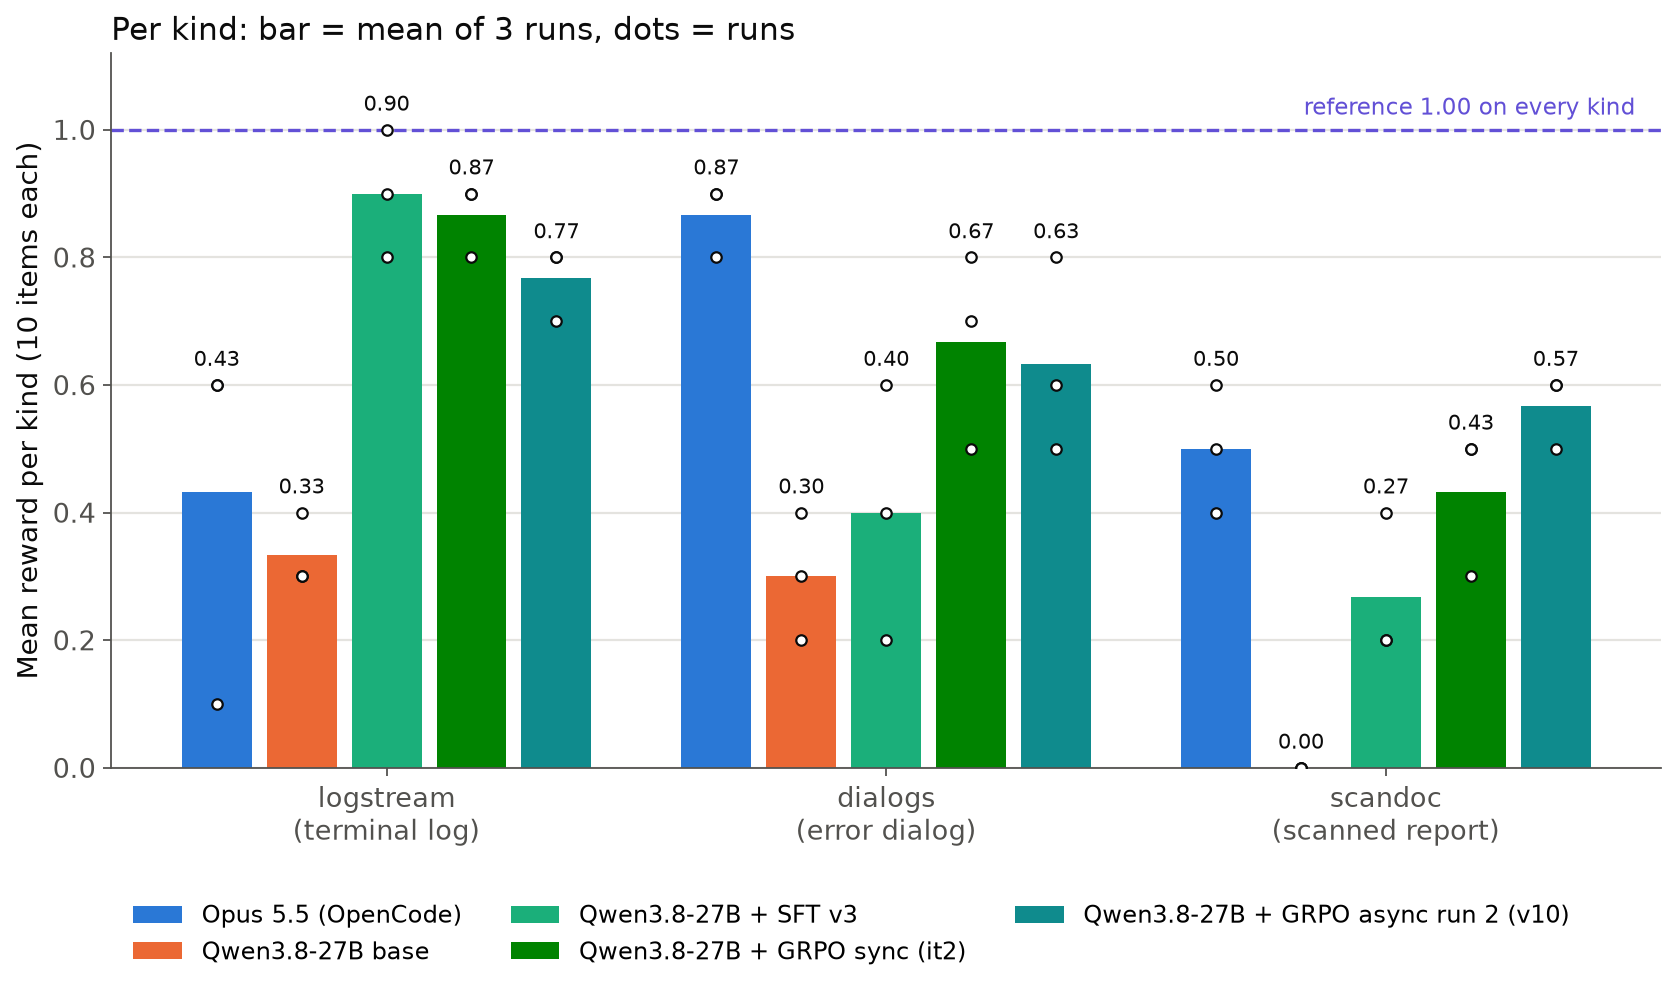 Per kind: bar = mean of 3 runs, dots = runs
reference 1.00 on every kind
Mean reward per kind (10 items each)
1.0
0.8
0.6
0.4
0.2
0.0
0.43
0.33
0.90
0.87
0.77
0.87
0.30
0.40
0.67
0.63
0.50
0.00
0.27
0.43
0.57
logstream
(terminal log)
dialogs
(error dialog)
scandoc
(scanned report)
Opus 5.5 (OpenCode)
Qwen3.8-27B base
Qwen3.8-27B + SFT v3
Qwen3.8-27B + GRPO sync (it2)
Qwen3.8-27B + GRPO async run 2 (v10)